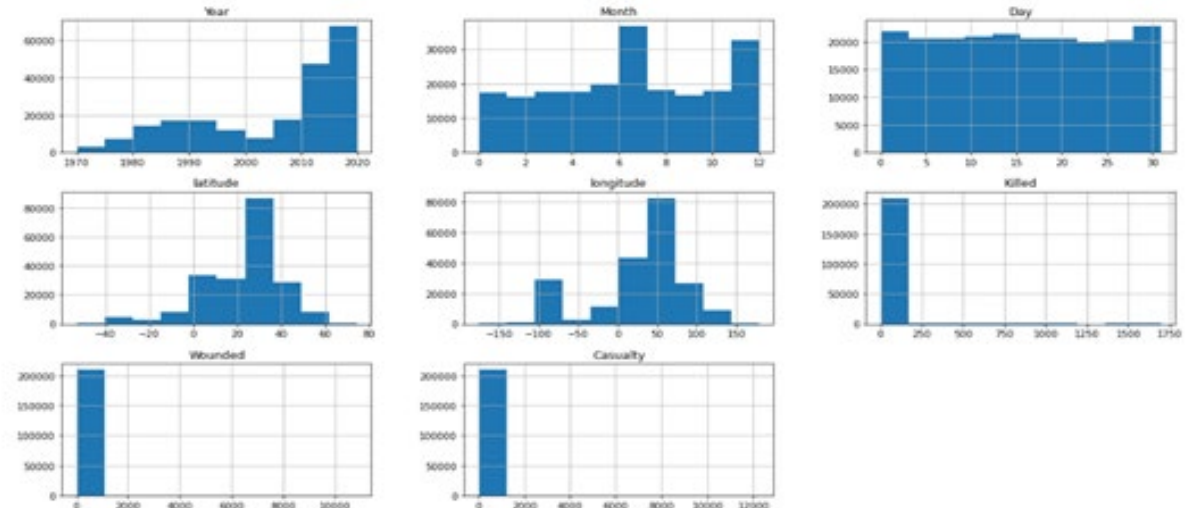 Year
60000
40000
20000
0
1970 1980 1990 2000 2010 2020
Month
30000
20000
10000
0
0 2 4 6 8 10 12
Day
20000
15000
10000
5000
0
0 5 10 15 20 25 30
latitude
80000
60000
40000
20000
0
−40 −20 0 20 40 60 80
longitude
80000
60000
40000
20000
0
−150 −100 −50 0 50 100 150
Killed
200000
150000
100000
50000
0
0 250 500 750 1000 1250 1500 1750
Wounded
200000
150000
100000
50000
0
0 2000 4000 6000 8000 10000
Casualty
200000
150000
100000
50000
0
0 2000 4000 6000 8000 10000 12000